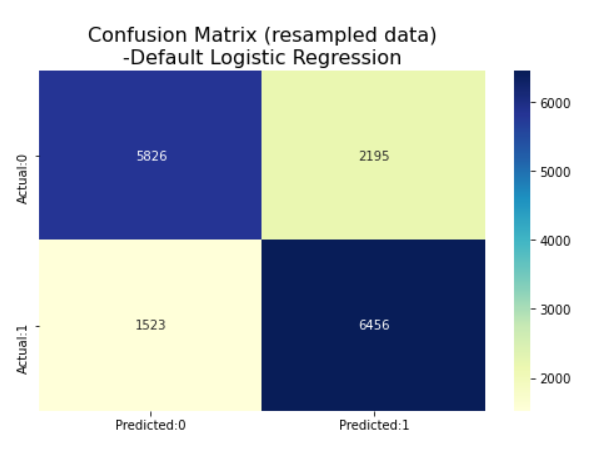 Confusion Matrix (resampled data)
-Default Logistic Regression
Actual:0
5826
2195
Actual:1
1523
6456
Predicted:0
Predicted:1
6000
5000
4000
3000
2000